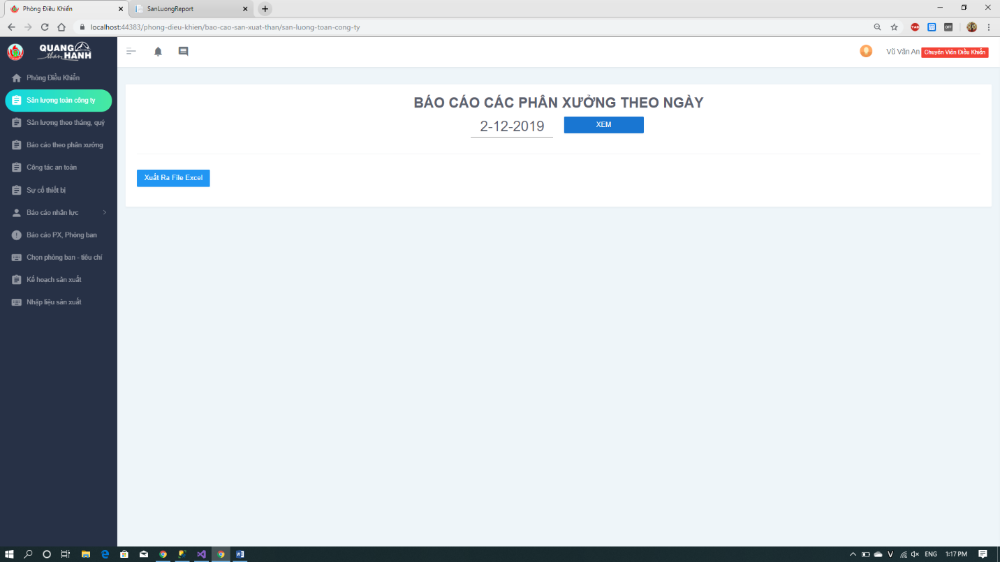 Phòng Điều Khiển
SanLuongReport
localhost:44383/phong-dieu-khien/bao-cao-san-xuat-than/san-luong-toan-cong-ty
YAB
OFF
QUANG
than HANH
Vũ Văn An Chuyên Viên Điều Khiển
Phòng Điều Khiển
Sản lượng toàn công ty
Sản lượng theo tháng, quý
Báo cáo theo phân xưởng
Công tác an toàn
Sự cố thiết bị
Báo cáo nhân lực
Báo cáo PX, Phòng ban
Chọn phòng ban - tiêu chí
Kế hoạch sản xuất
Nhập liệu sản xuất
BÁO CÁO CÁC PHÂN XƯỞNG THEO NGÀY
2-12-2019
XEM
Xuất Ra File Excel
V
ENG
1:17 PM